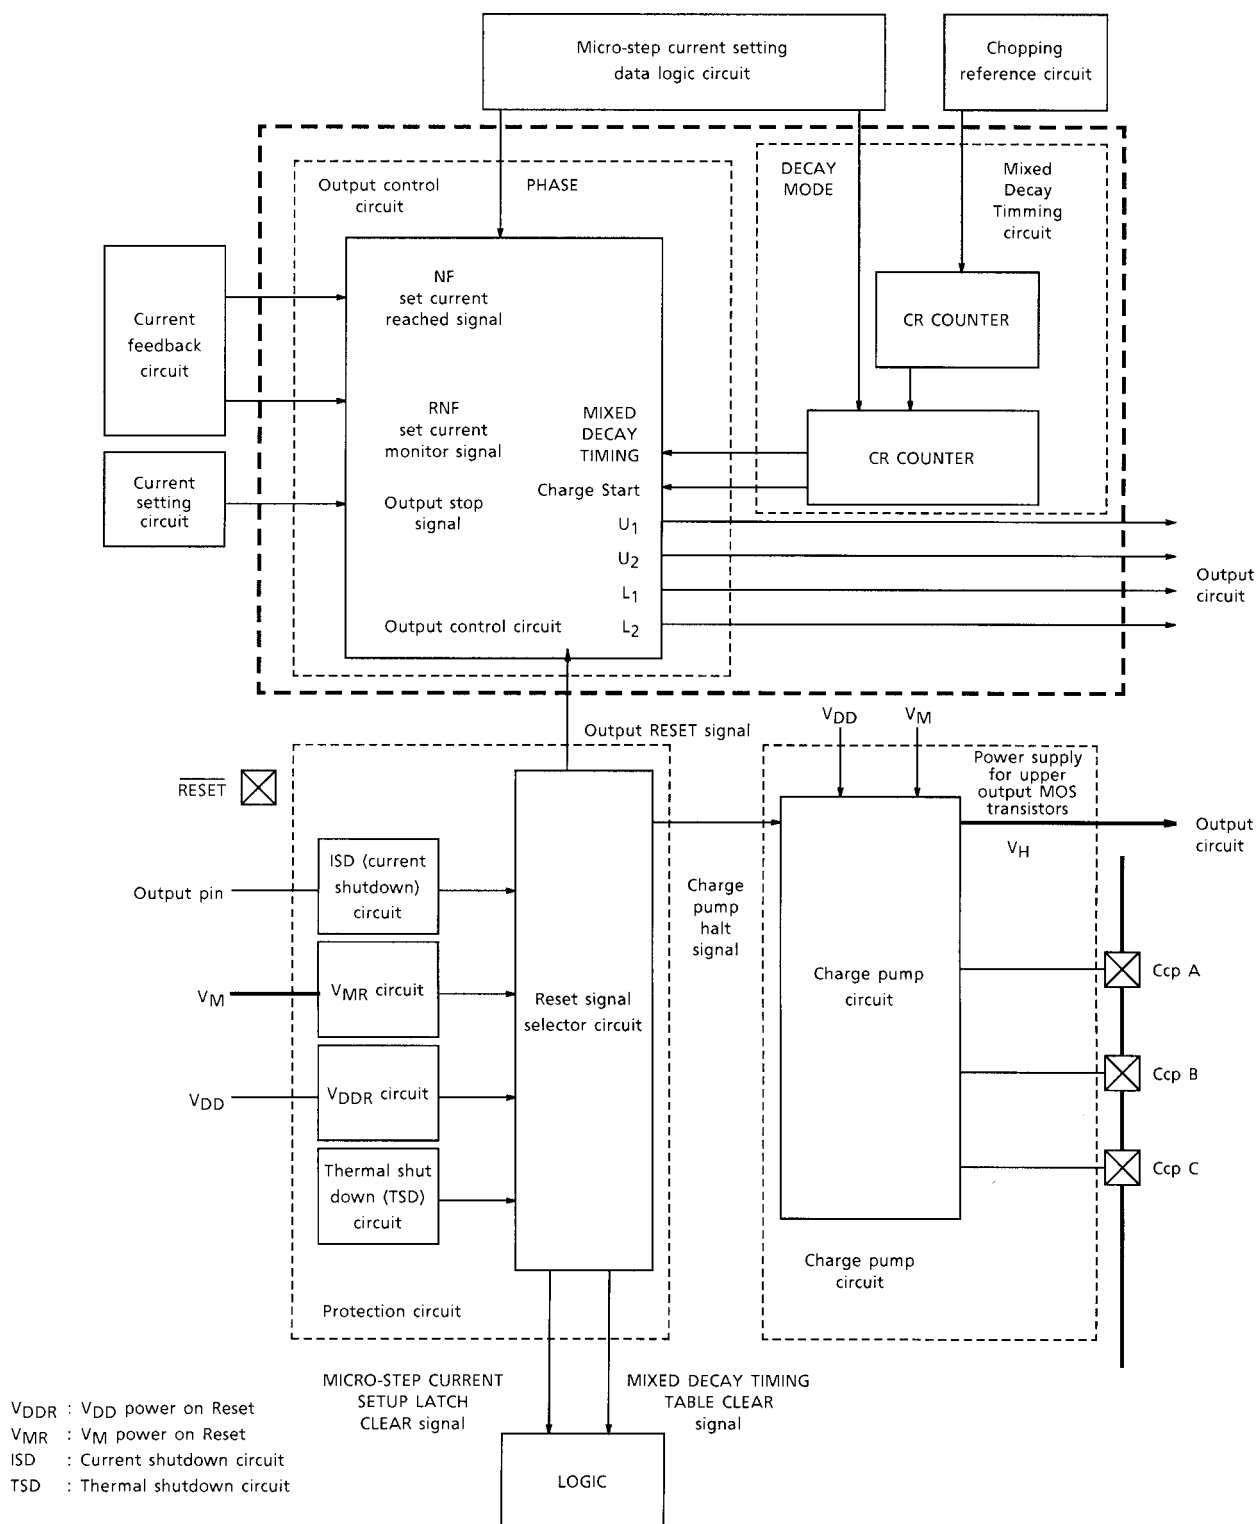 Micro-step current setting
data logic circuit
Chopping
reference circuit
Output control
circuit
PHASE
DECAY
MODE
Mixed
Decay
Timming
circuit
NF
set current
reached signal
Current
feedback
circuit
CR COUNTER
RNF
set current
monitor signal
MIXED
DECAY
TIMING
CR COUNTER
Current
setting
circuit
Output stop
signal
Charge Start
U1
U2
L1
L2
Output
circuit
Output control circuit
Output RESET signal
VDD
VM
RESET
Power supply
for upper
output MOS
transistors
VH
Output
circuit
Output pin
ISD (current
shutdown)
circuit
Charge
pump
halt
signal
VM
VMR circuit
Reset signal
selector circuit
Charge pump
circuit
Ccp A
Ccp B
Ccp C
VDD
VDDR circuit
Thermal shut
down (TSD)
circuit
Charge pump
circuit
Protection circuit
MICRO-STEP CURRENT
SETUP LATCH
CLEAR signal
MIXED DECAY TIMING
TABLE CLEAR
signal
LOGIC
VDDR : VDD power on Reset
VMR : VM power on Reset
ISD : Current shutdown circuit
TSD : Thermal shutdown circuit